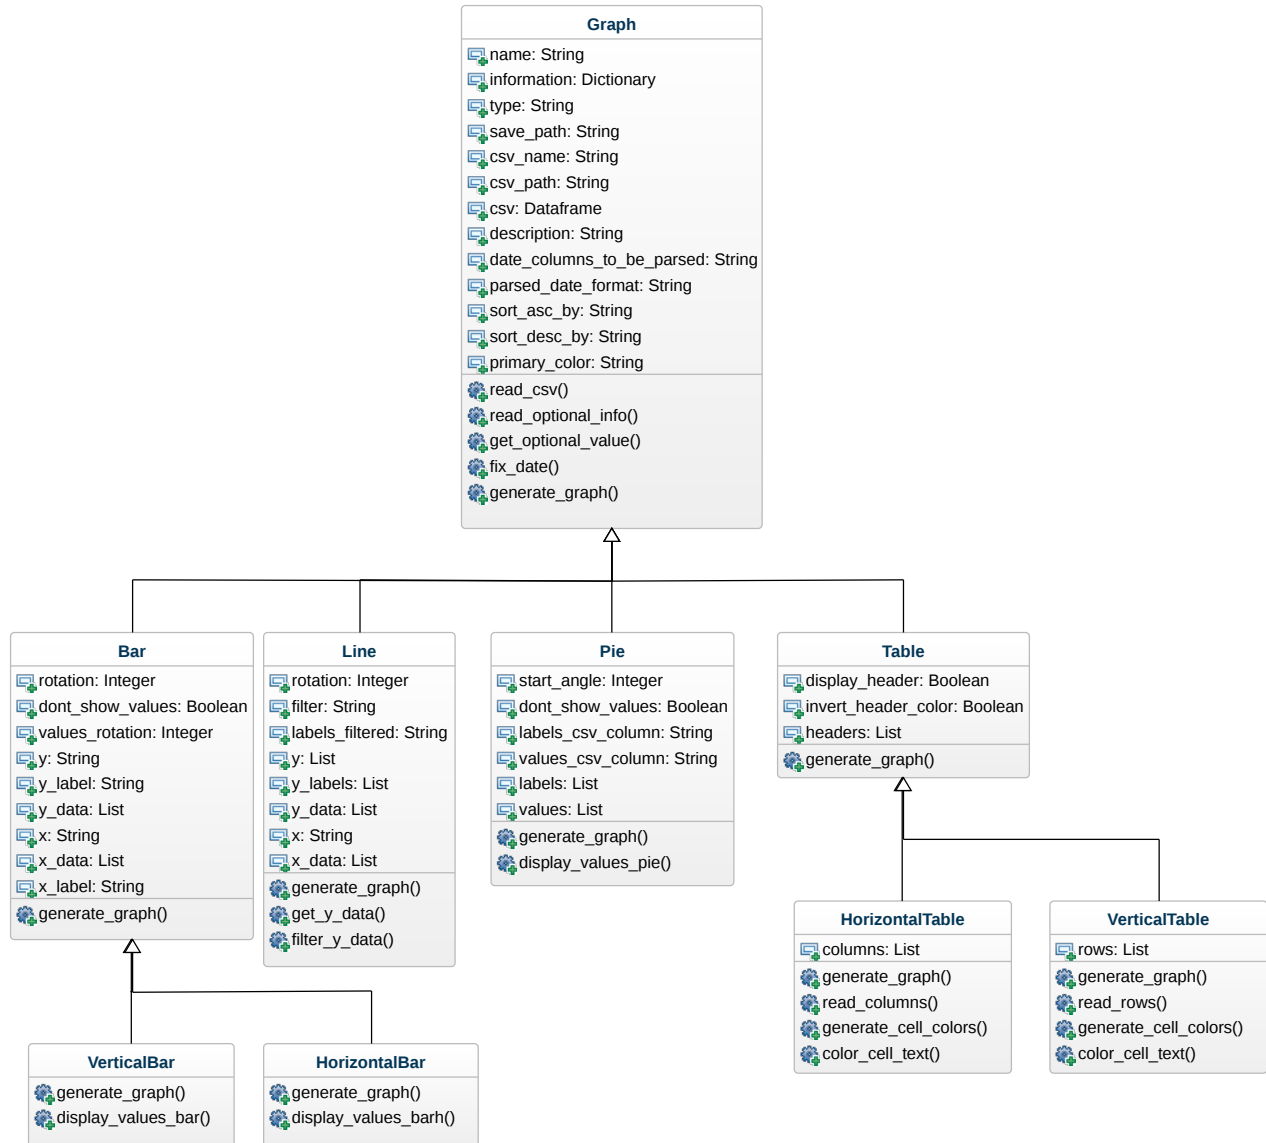 Graph
name: String
information: Dictionary
type: String
save_path: String
csv_name: String
csv_path: String
csv: Dataframe
description: String
date_columns_to_be_parsed: String
parsed_date_format: String
sort_asc_by: String
sort_desc_by: String
primary_color: String
read_csv()
read_optional_info()
get_optional_value()
fix_date()
generate_graph()
Bar
rotation: Integer
dont_show_values: Boolean
values_rotation: Integer
y: String
y_label: String
y_data: List
x: String
x_data: List
x_label: String
generate_graph()
Line
rotation: Integer
filter: String
labels_filtered: String
y: List
y_labels: List
y_data: List
x: String
x_data: List
generate_graph()
get_y_data()
filter_y_data()
Pie
start_angle: Integer
dont_show_values: Boolean
labels_csv_column: String
values_csv_column: String
labels: List
values: List
generate_graph()
display_values_pie()
Table
display_header: Boolean
invert_header_color: Boolean
headers: List
generate_graph()
HorizontalTable
columns: List
generate_graph()
read_columns()
generate_cell_colors()
color_cell_text()
VerticalTable
rows: List
generate_graph()
read_rows()
generate_cell_colors()
color_cell_text()
VerticalBar
generate_graph()
display_values_bar()
HorizontalBar
generate_graph()
display_values_barh()